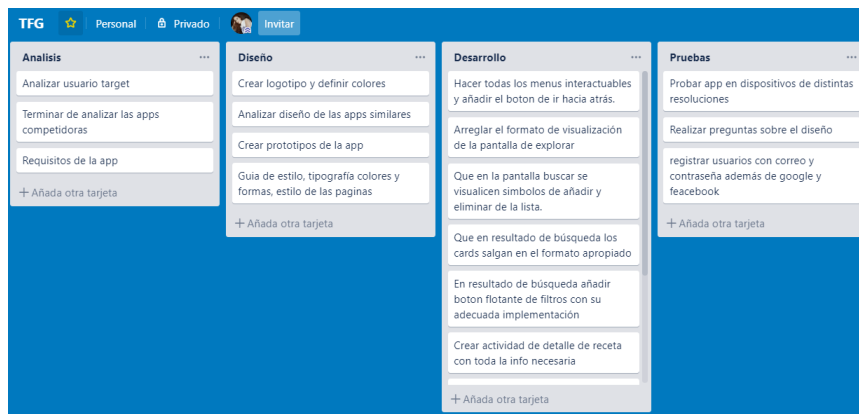 TFG Personal Privado Invitar
Analisis
Analizar usuario target
Terminar de analizar las apps
competidoras
Requisitos de la app
+ Añada otra tarjeta
Diseño
Crear logotipo y definir colores
Analizar diseño de las apps similares
Crear prototipos de la app
Guia de estilo, tipografía colores y
formas, estilo de las paginas
+ Añada otra tarjeta
Desarrollo
Hacer todas los menus interactuables
y añadir el boton de ir hacia atrás.
Arreglar el formato de visualización
de la pantalla de explorar
Que en la pantalla buscar se
visualicen simbolos de añadir y
eliminar de la lista.
Que en resultado de búsqueda los
cards salgan en el formato apropiado
En resultado de búsqueda añadir
boton flotante de filtros con su
adecuada implementación
Crear actividad de detalle de receta
con toda la info necesaria
+ Añada otra tarjeta
Pruebas
Probar app en dispositivos de distintas
resoluciones
Realizar preguntas sobre el diseño
registrar usuarios con correo y
contraseña además de google y
feacebook
+ Añada otra tarjeta